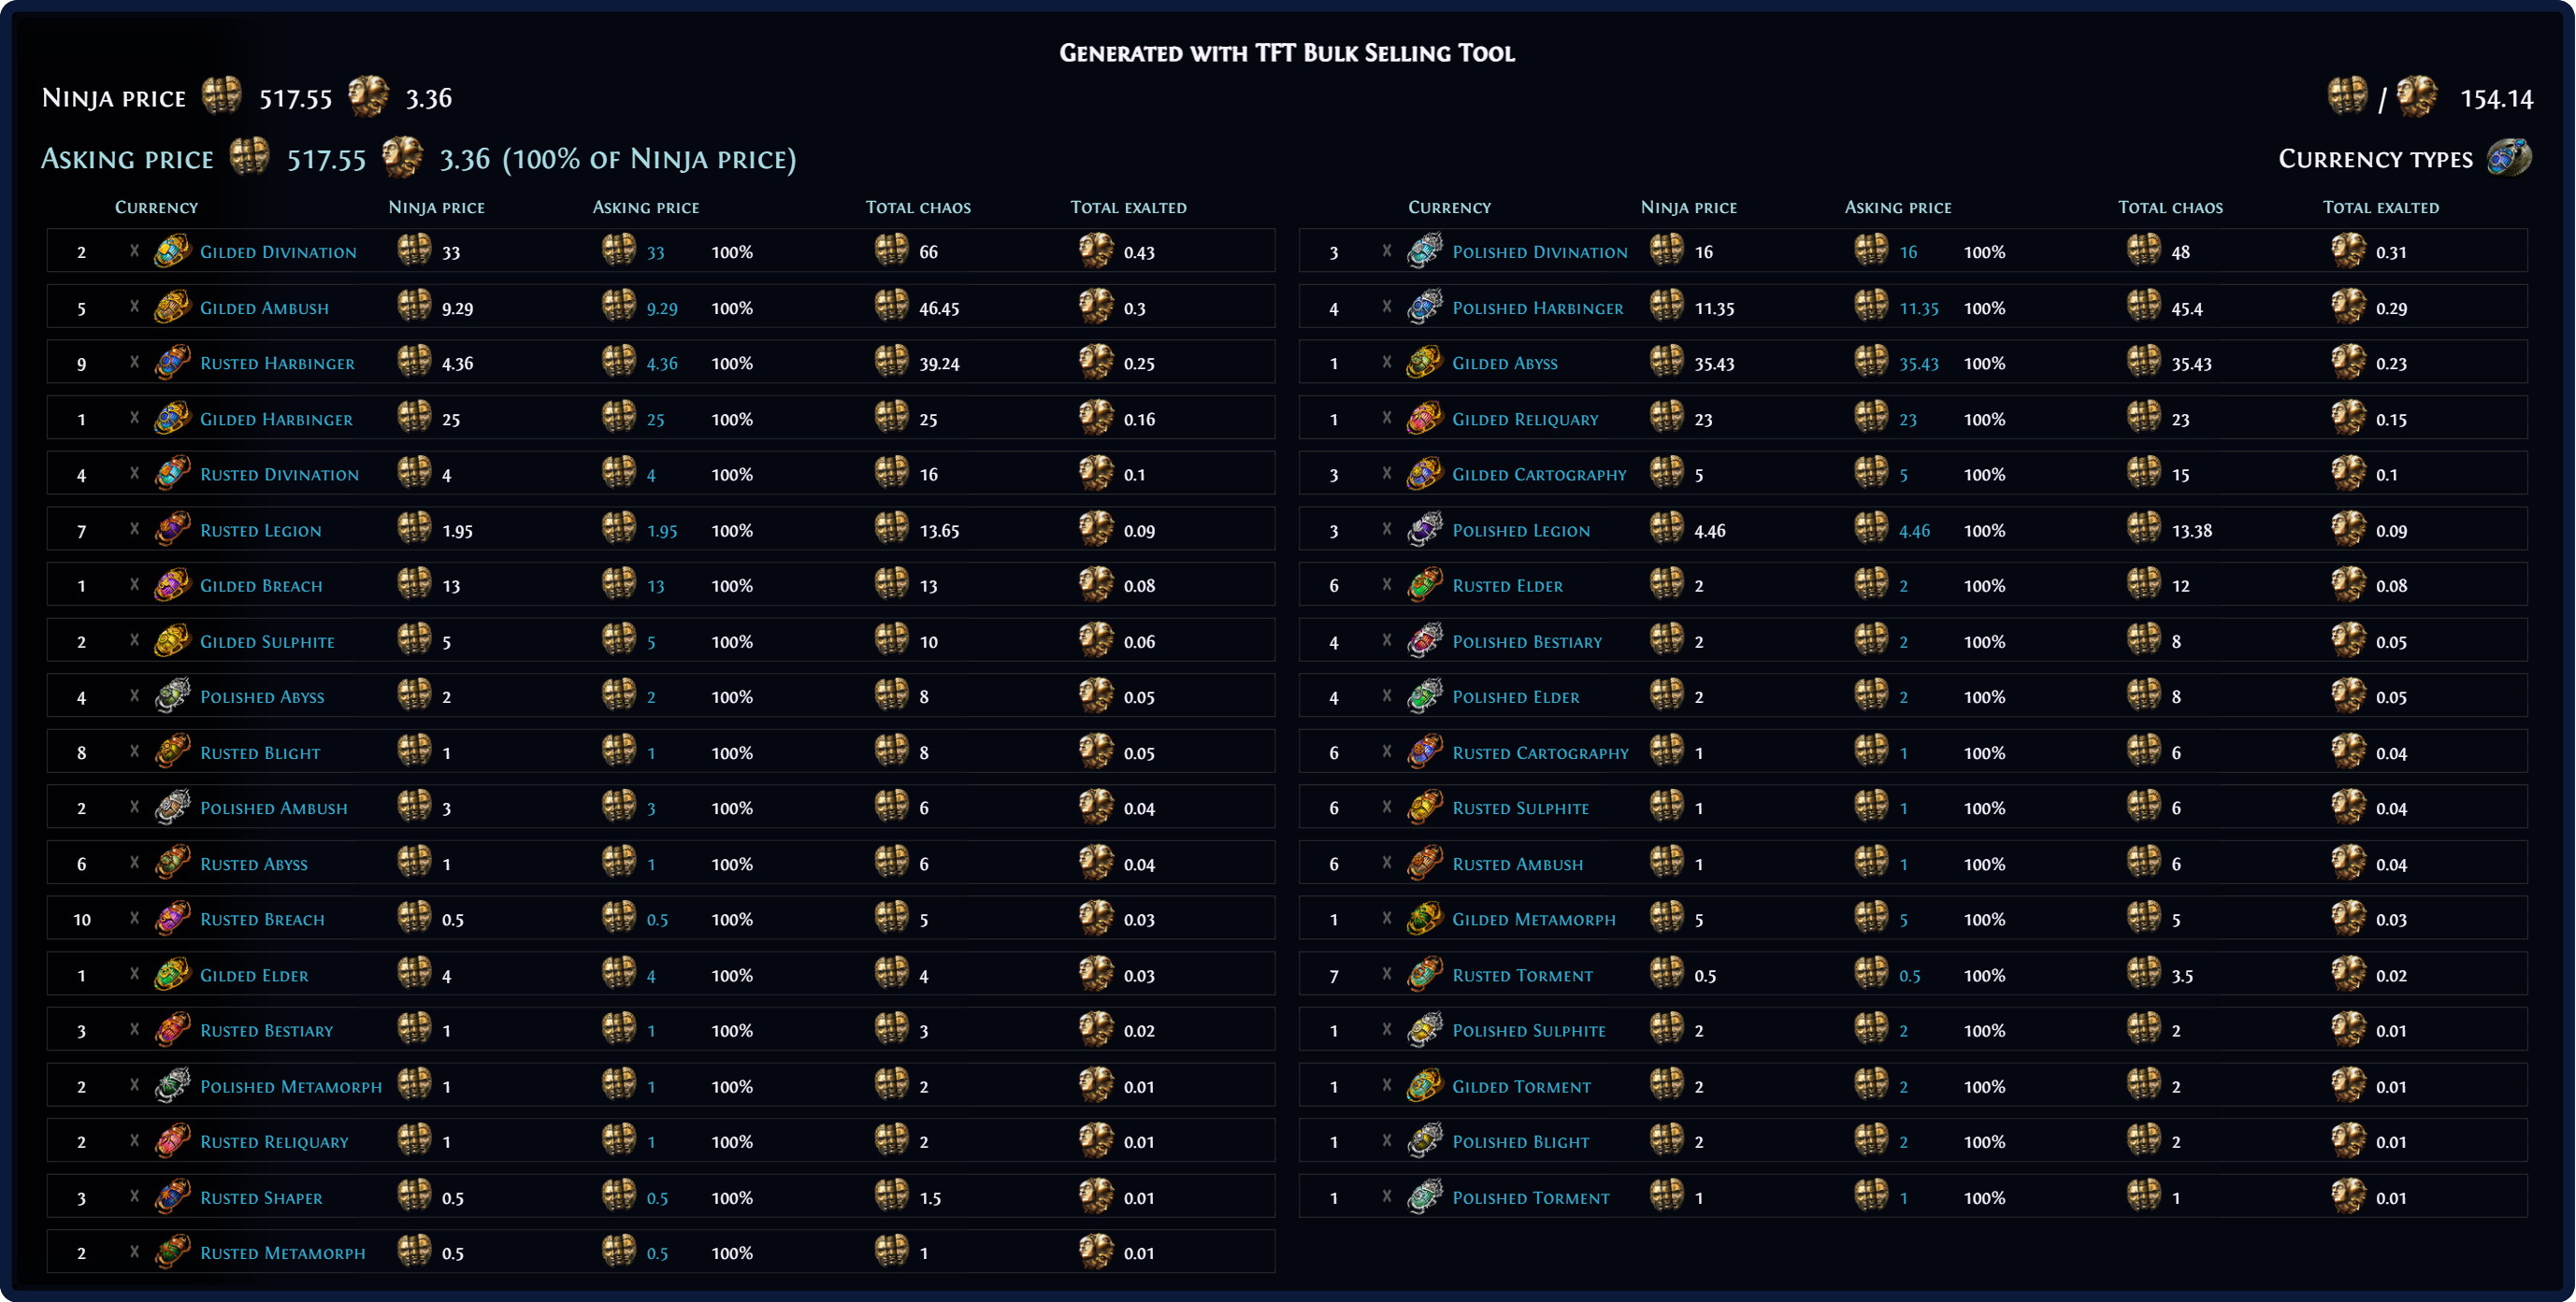 Generated with TFT Bulk Selling Tool
Ninja price 517.55 3.36 / 154.14
Asking price 517.55 3.36 (100% of Ninja price) Currency types
Currency Ninja price Asking price Total chaos Total exalted Currency Ninja price Asking price Total chaos Total exalted
2 x Gilded Divination 33 33 100% 66 0.43 3 x Polished Divination 16 16 100% 48 0.31
5 x Gilded Ambush 9.29 9.29 100% 46.45 0.3 4 x Polished Harbinger 11.35 11.35 100% 45.4 0.29
9 x Rusted Harbinger 4.36 4.36 100% 39.24 0.25 1 x Gilded Abyss 35.43 35.43 100% 35.43 0.23
1 x Gilded Harbinger 25 25 100% 25 0.16 1 x Gilded Reliquary 23 23 100% 23 0.15
4 x Rusted Divination 4 4 100% 16 0.1 3 x Gilded Cartography 5 5 100% 15 0.1
7 x Rusted Legion 1.95 1.95 100% 13.65 0.09 3 x Polished Legion 4.46 4.46 100% 13.38 0.09
1 x Gilded Breach 13 13 100% 13 0.08 6 x Rusted Elder 2 2 100% 12 0.08
2 x Gilded Sulphite 5 5 100% 10 0.06 4 x Polished Bestiary 2 2 100% 8 0.05
4 x Polished Abyss 2 2 100% 8 0.05 4 x Polished Elder 2 2 100% 8 0.05
8 x Rusted Blight 1 1 100% 8 0.05 6 x Rusted Cartography 1 1 100% 6 0.04
2 x Polished Ambush 3 3 100% 6 0.04 6 x Rusted Sulphite 1 1 100% 6 0.04
6 x Rusted Abyss 1 1 100% 6 0.04 6 x Rusted Ambush 1 1 100% 6 0.04
10 x Rusted Breach 0.5 0.5 100% 5 0.03 1 x Gilded Metamorph 5 5 100% 5 0.03
1 x Gilded Elder 4 4 100% 4 0.03 7 x Rusted Torment 0.5 0.5 100% 3.5 0.02
3 x Rusted Bestiary 1 1 100% 3 0.02 1 x Polished Sulphite 2 2 100% 2 0.01
2 x Polished Metamorph 1 1 100% 2 0.01 1 x Gilded Torment 2 2 100% 2 0.01
2 x Rusted Reliquary 1 1 100% 2 0.01 1 x Polished Blight 2 2 100% 2 0.01
3 x Rusted Shaper 0.5 0.5 100% 1.5 0.01 1 x Polished Torment 1 1 100% 1 0.01
2 x Rusted Metamorph 0.5 0.5 100% 1 0.01